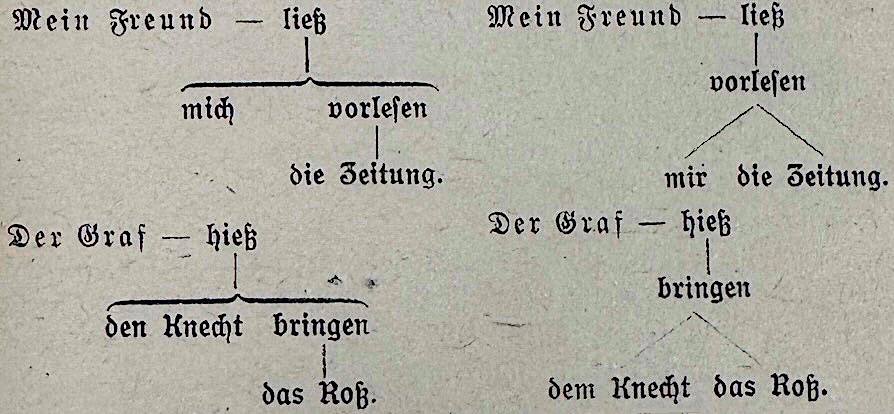 Mein Freund — ließ
mich vorleſen
die Zeitung.
Mein Freund — ließ
vorleſen
mir die Zeitung.
Der Graf — hieß
den Knecht bringen
das Roß.
Der Graf — hieß
bringen
dem Knecht das Roß.